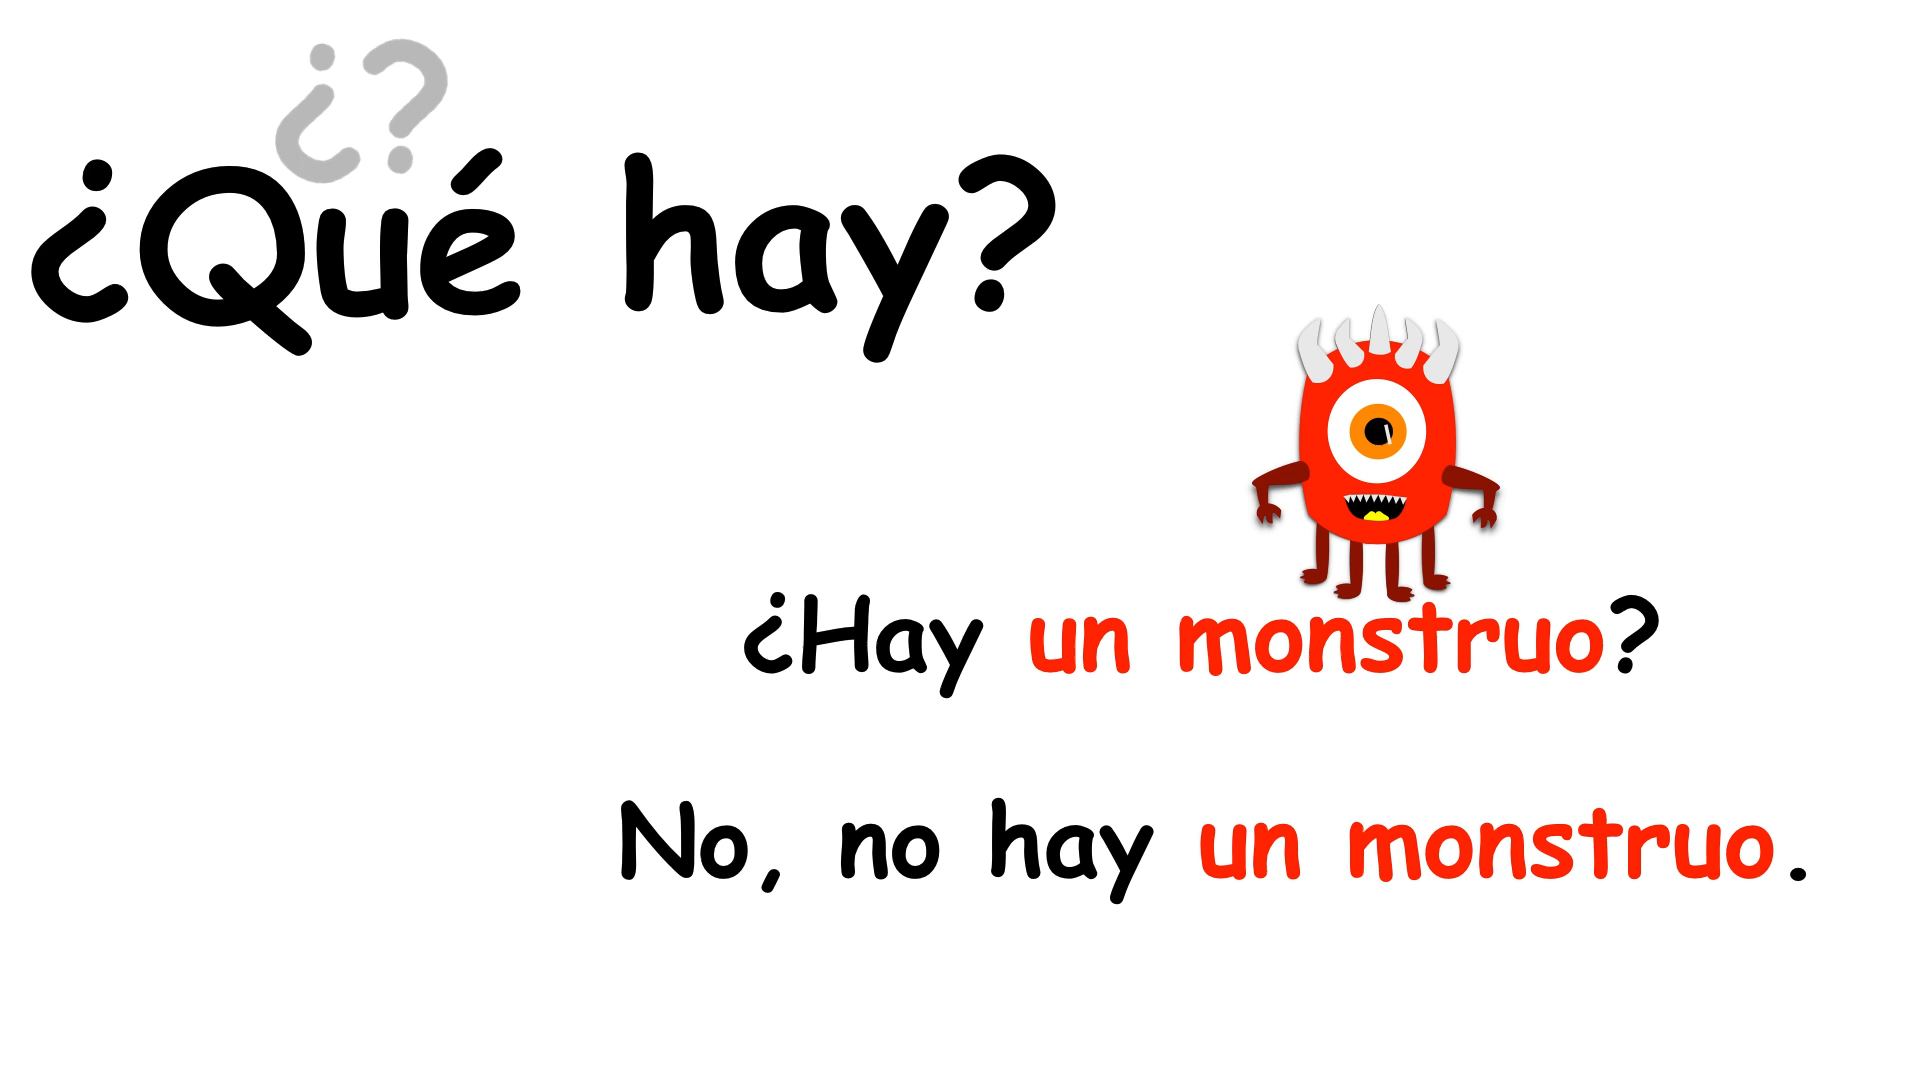 ¿?
¿Qué hay?
¿Hay un monstruo?
No, no hay un monstruo.